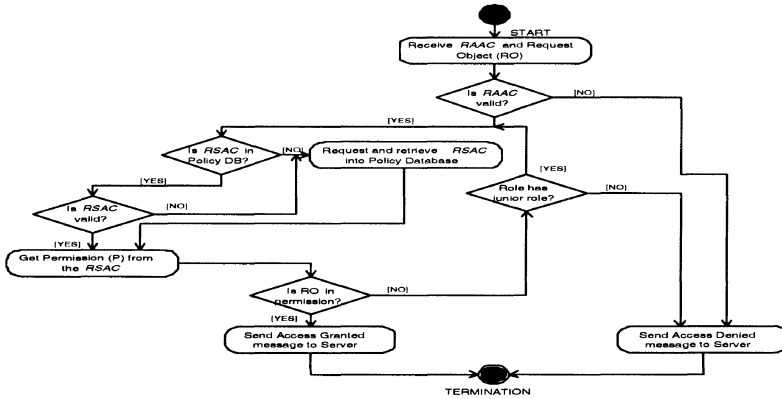 START
Receive RAAC and Request
Object (RO)
Is RAAC
valid?
[NO]
[YES]
Is RSAC in
Policy DB?
[NO]
Request and retrieve RSAC
into Policy Database
[YES]
[YES]
Role has
junior role?
[NO]
Is RSAC
valid?
[NO]
[YES]
Get Permission (P) from
the RSAC
Is RO in
permission?
[NO]
[YES]
Send Access Granted
message to Server
Send Access Denied
message to Server
TERMINATION